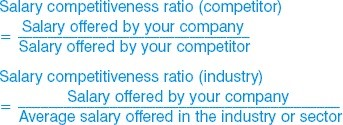 Salary competitiveness ratio (competitor)
= Salary offered by your company
Salary offered by your competitor
Salary competitiveness ratio (industry)
= Salary offered by your company
Average salary offered in the industry or sector